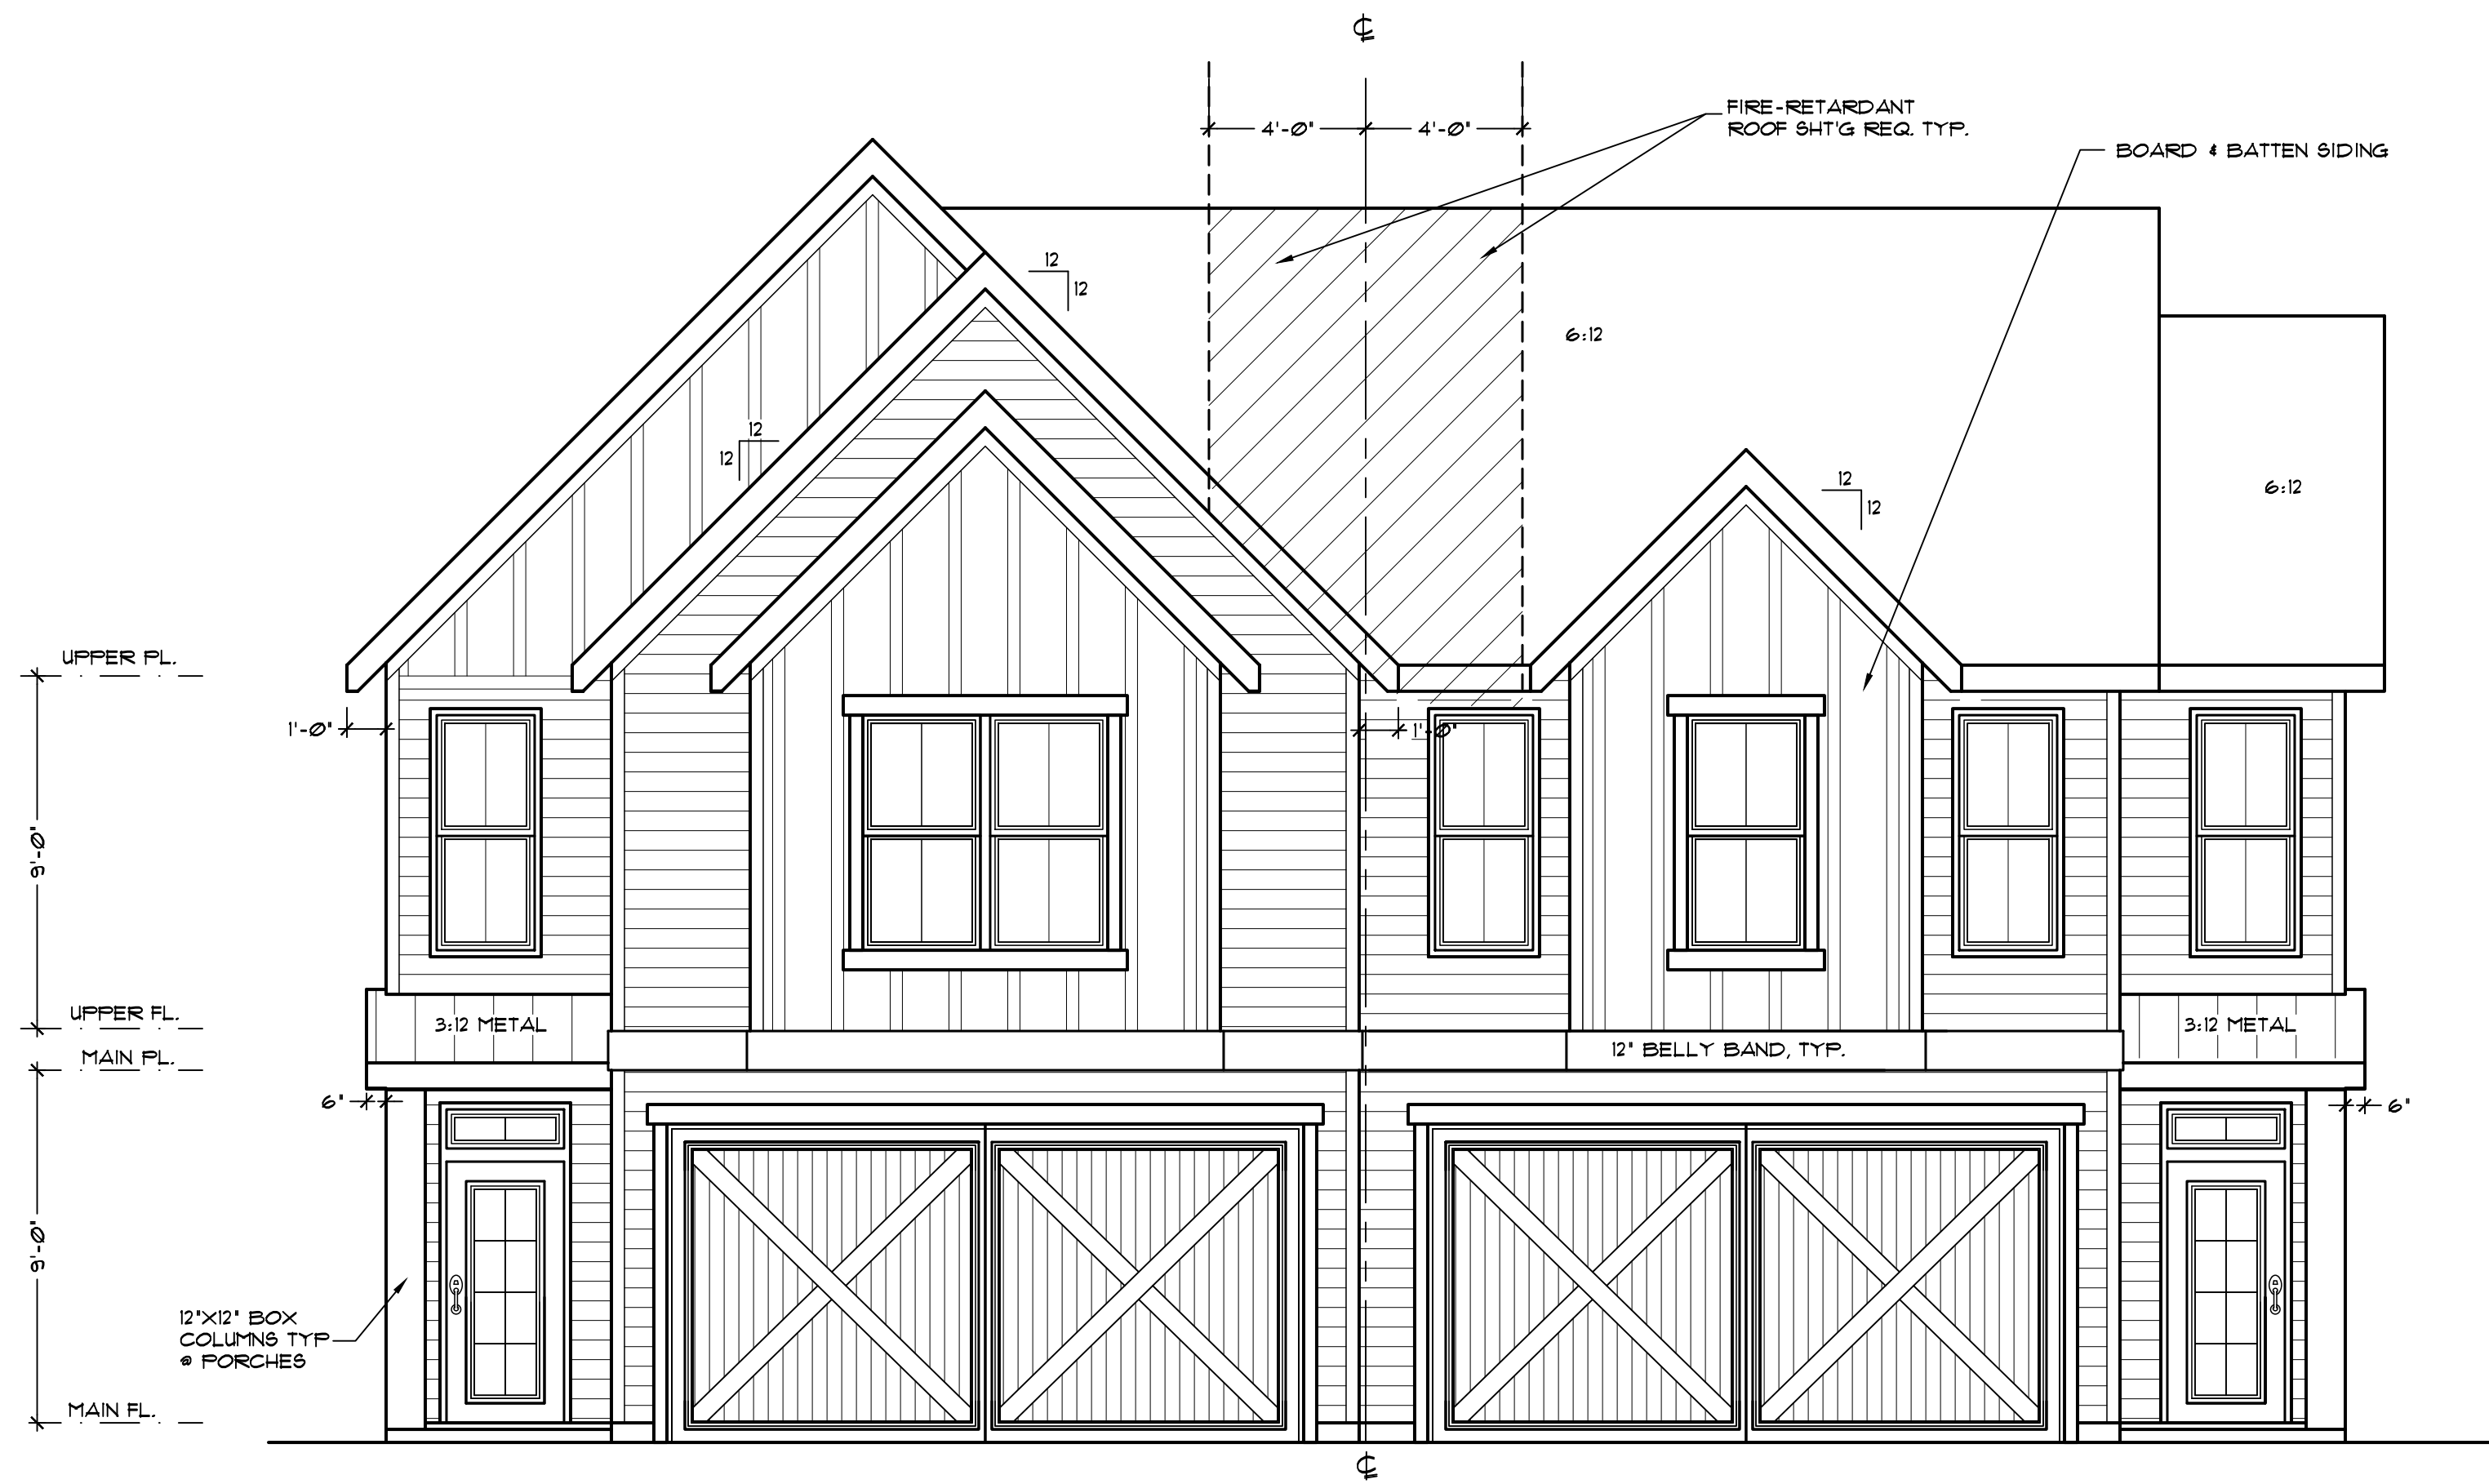 ℄
4'-0" 4'-0"
FIRE-RETARDANT
ROOF SHT'G REQ. TYP.
BOARD & BATTEN SIDING
12
12
6:12
12
12
12
12
6:12
UPPER PL.
1'-0"
1'-0"
9'-0"
UPPER FL.
3:12 METAL
3:12 METAL
MAIN PL.
12" BELLY BAND, TYP.
6"
6"
9'-0"
12"X12" BOX
COLUMNS TYP
@ PORCHES
MAIN FL.
℄